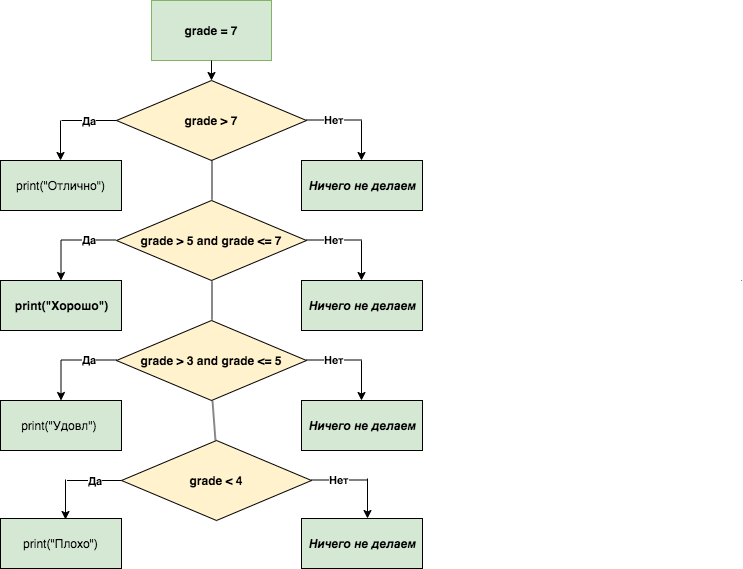 grade = 7
grade > 7
Да
Нет
print("Отлично")
Ничего не делаем
grade > 5 and grade <= 7
Да
Нет
print("Хорошо")
Ничего не делаем
grade > 3 and grade <= 5
Да
Нет
print("Удовл")
Ничего не делаем
grade < 4
Да
Нет
print("Плохо")
Ничего не делаем